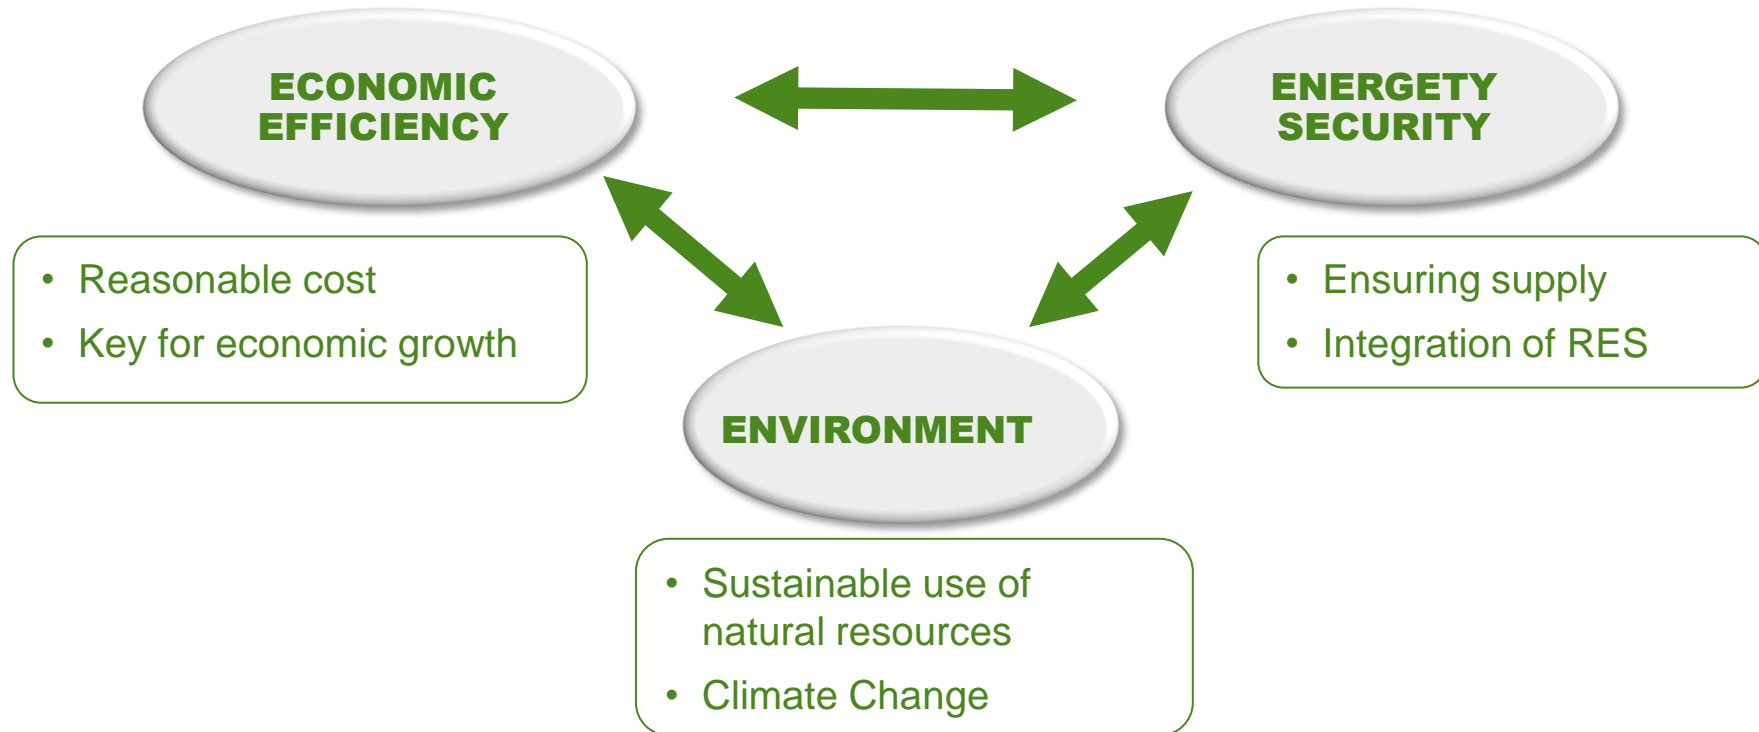 ECONOMIC
EFFICIENCY
ENERGETY
SECURITY
• Reasonable cost
• Key for economic growth
• Ensuring supply
• Integration of RES
ENVIRONMENT
• Sustainable use of
natural resources
• Climate Change